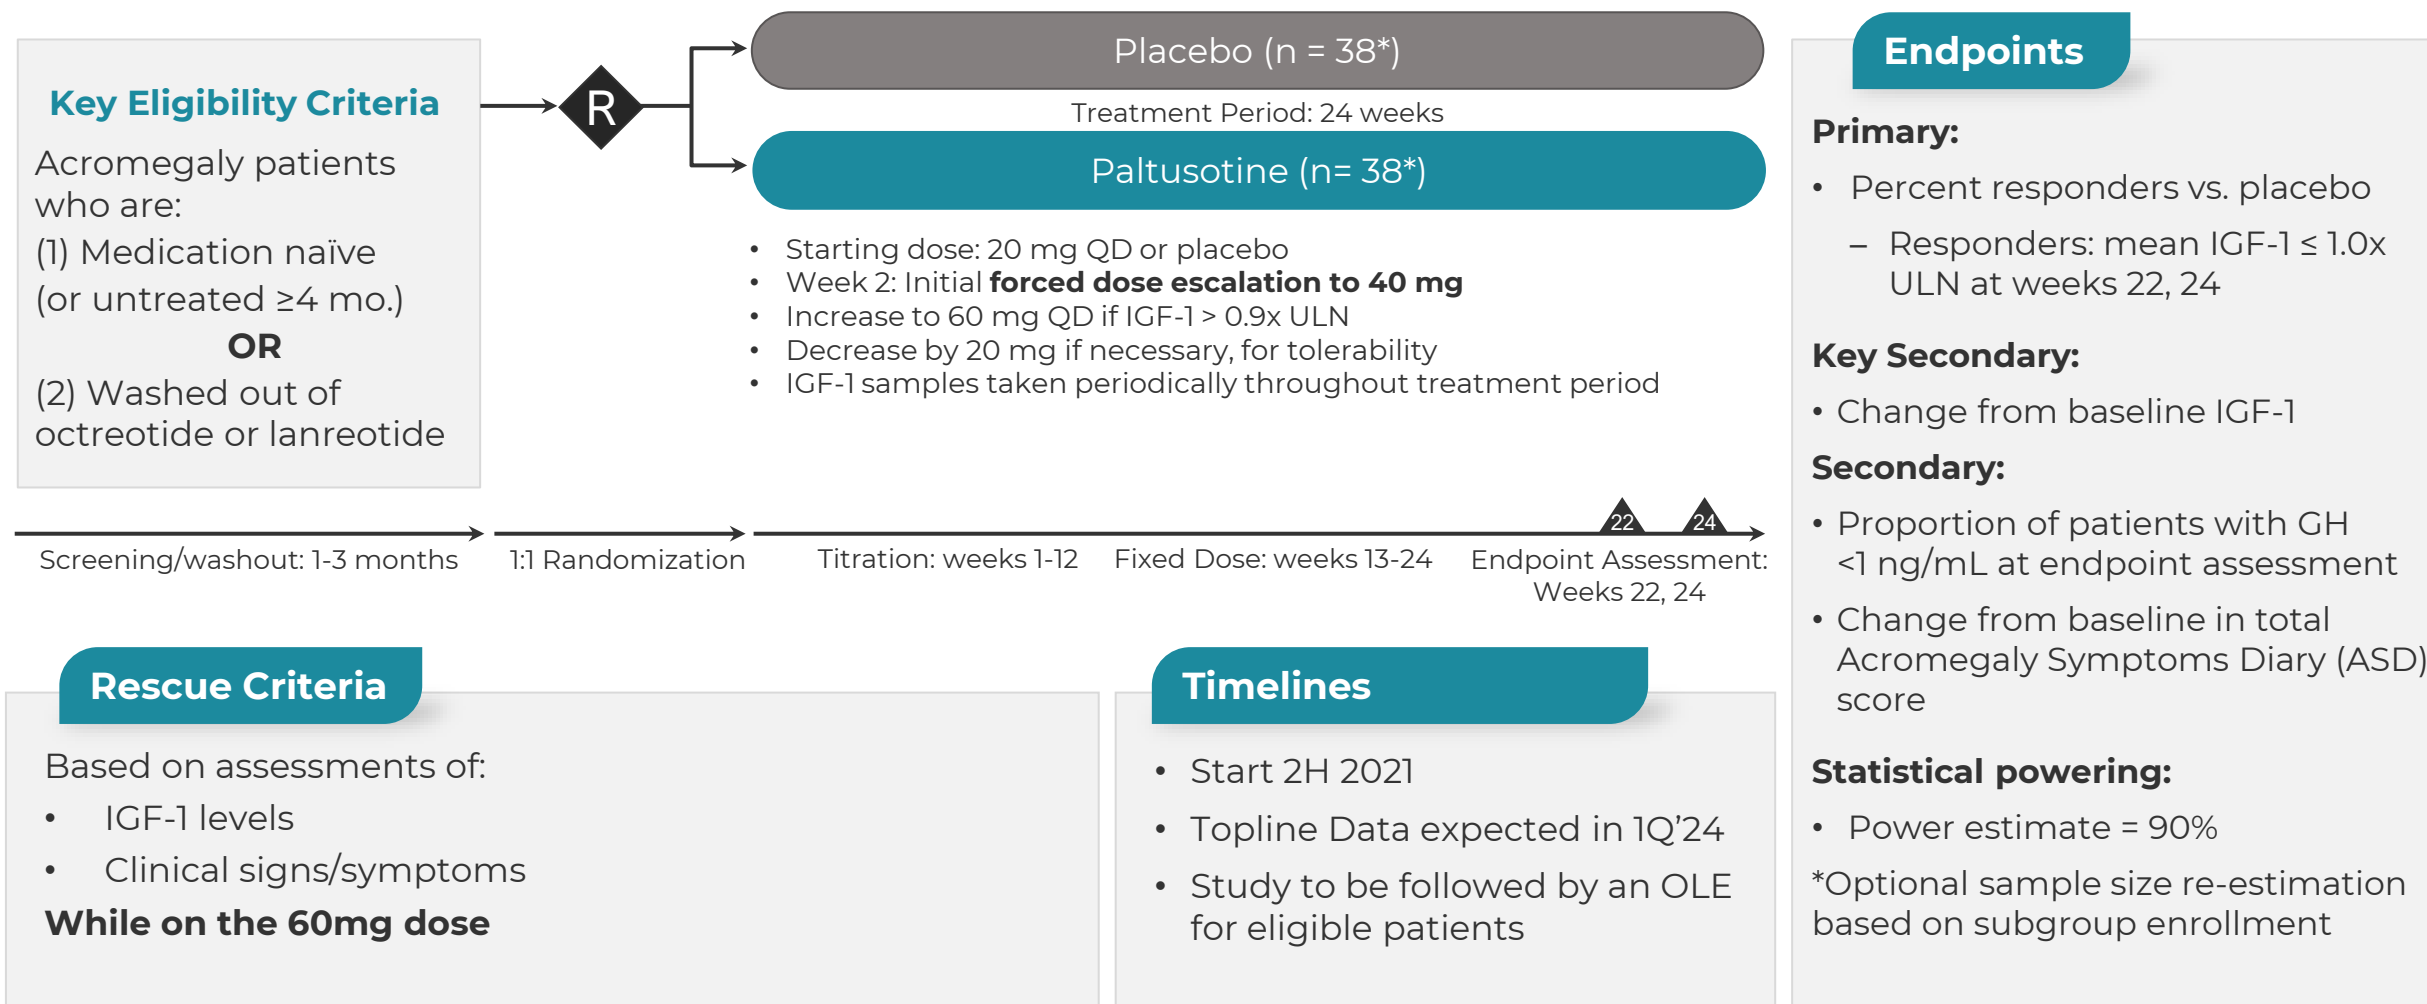 Key Eligibility Criteria
Acromegaly patients
who are:
(1) Medication naïve
(or untreated ≥4 mo.)
OR
(2) Washed out of
octreotide or lanreotide
R
Placebo (n = 38*)
Treatment Period: 24 weeks
Paltusotine (n= 38*)
• Starting dose: 20 mg QD or placebo
• Week 2: Initial forced dose escalation to 40 mg
• Increase to 60 mg QD if IGF-1 > 0.9x ULN
• Decrease by 20 mg if necessary, for tolerability
• IGF-1 samples taken periodically throughout treatment period
22
24
Screening/washout: 1-3 months
1:1 Randomization
Titration: weeks 1-12
Fixed Dose: weeks 13-24
Endpoint Assessment:
Weeks 22, 24
Endpoints
Primary:
• Percent responders vs. placebo
– Responders: mean IGF-1 ≤ 1.0x
ULN at weeks 22, 24
Key Secondary:
• Change from baseline IGF-1
Secondary:
• Proportion of patients with GH
<1 ng/mL at endpoint assessment
• Change from baseline in total
Acromegaly Symptoms Diary (ASD)
score
Statistical powering:
• Power estimate = 90%
*Optional sample size re-estimation
based on subgroup enrollment
Rescue Criteria
Based on assessments of:
• IGF-1 levels
• Clinical signs/symptoms
While on the 60mg dose
Timelines
• Start 2H 2021
• Topline Data expected in 1Q’24
• Study to be followed by an OLE
for eligible patients